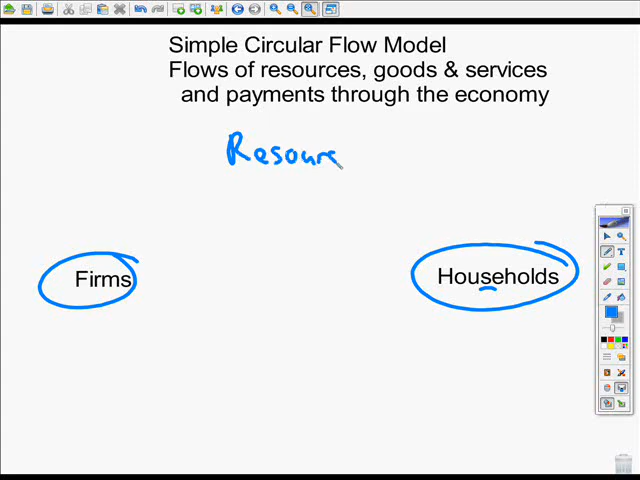 Simple Circular Flow Model
Flows of resources, goods & services
and payments through the economy
Resour
Firms
Households